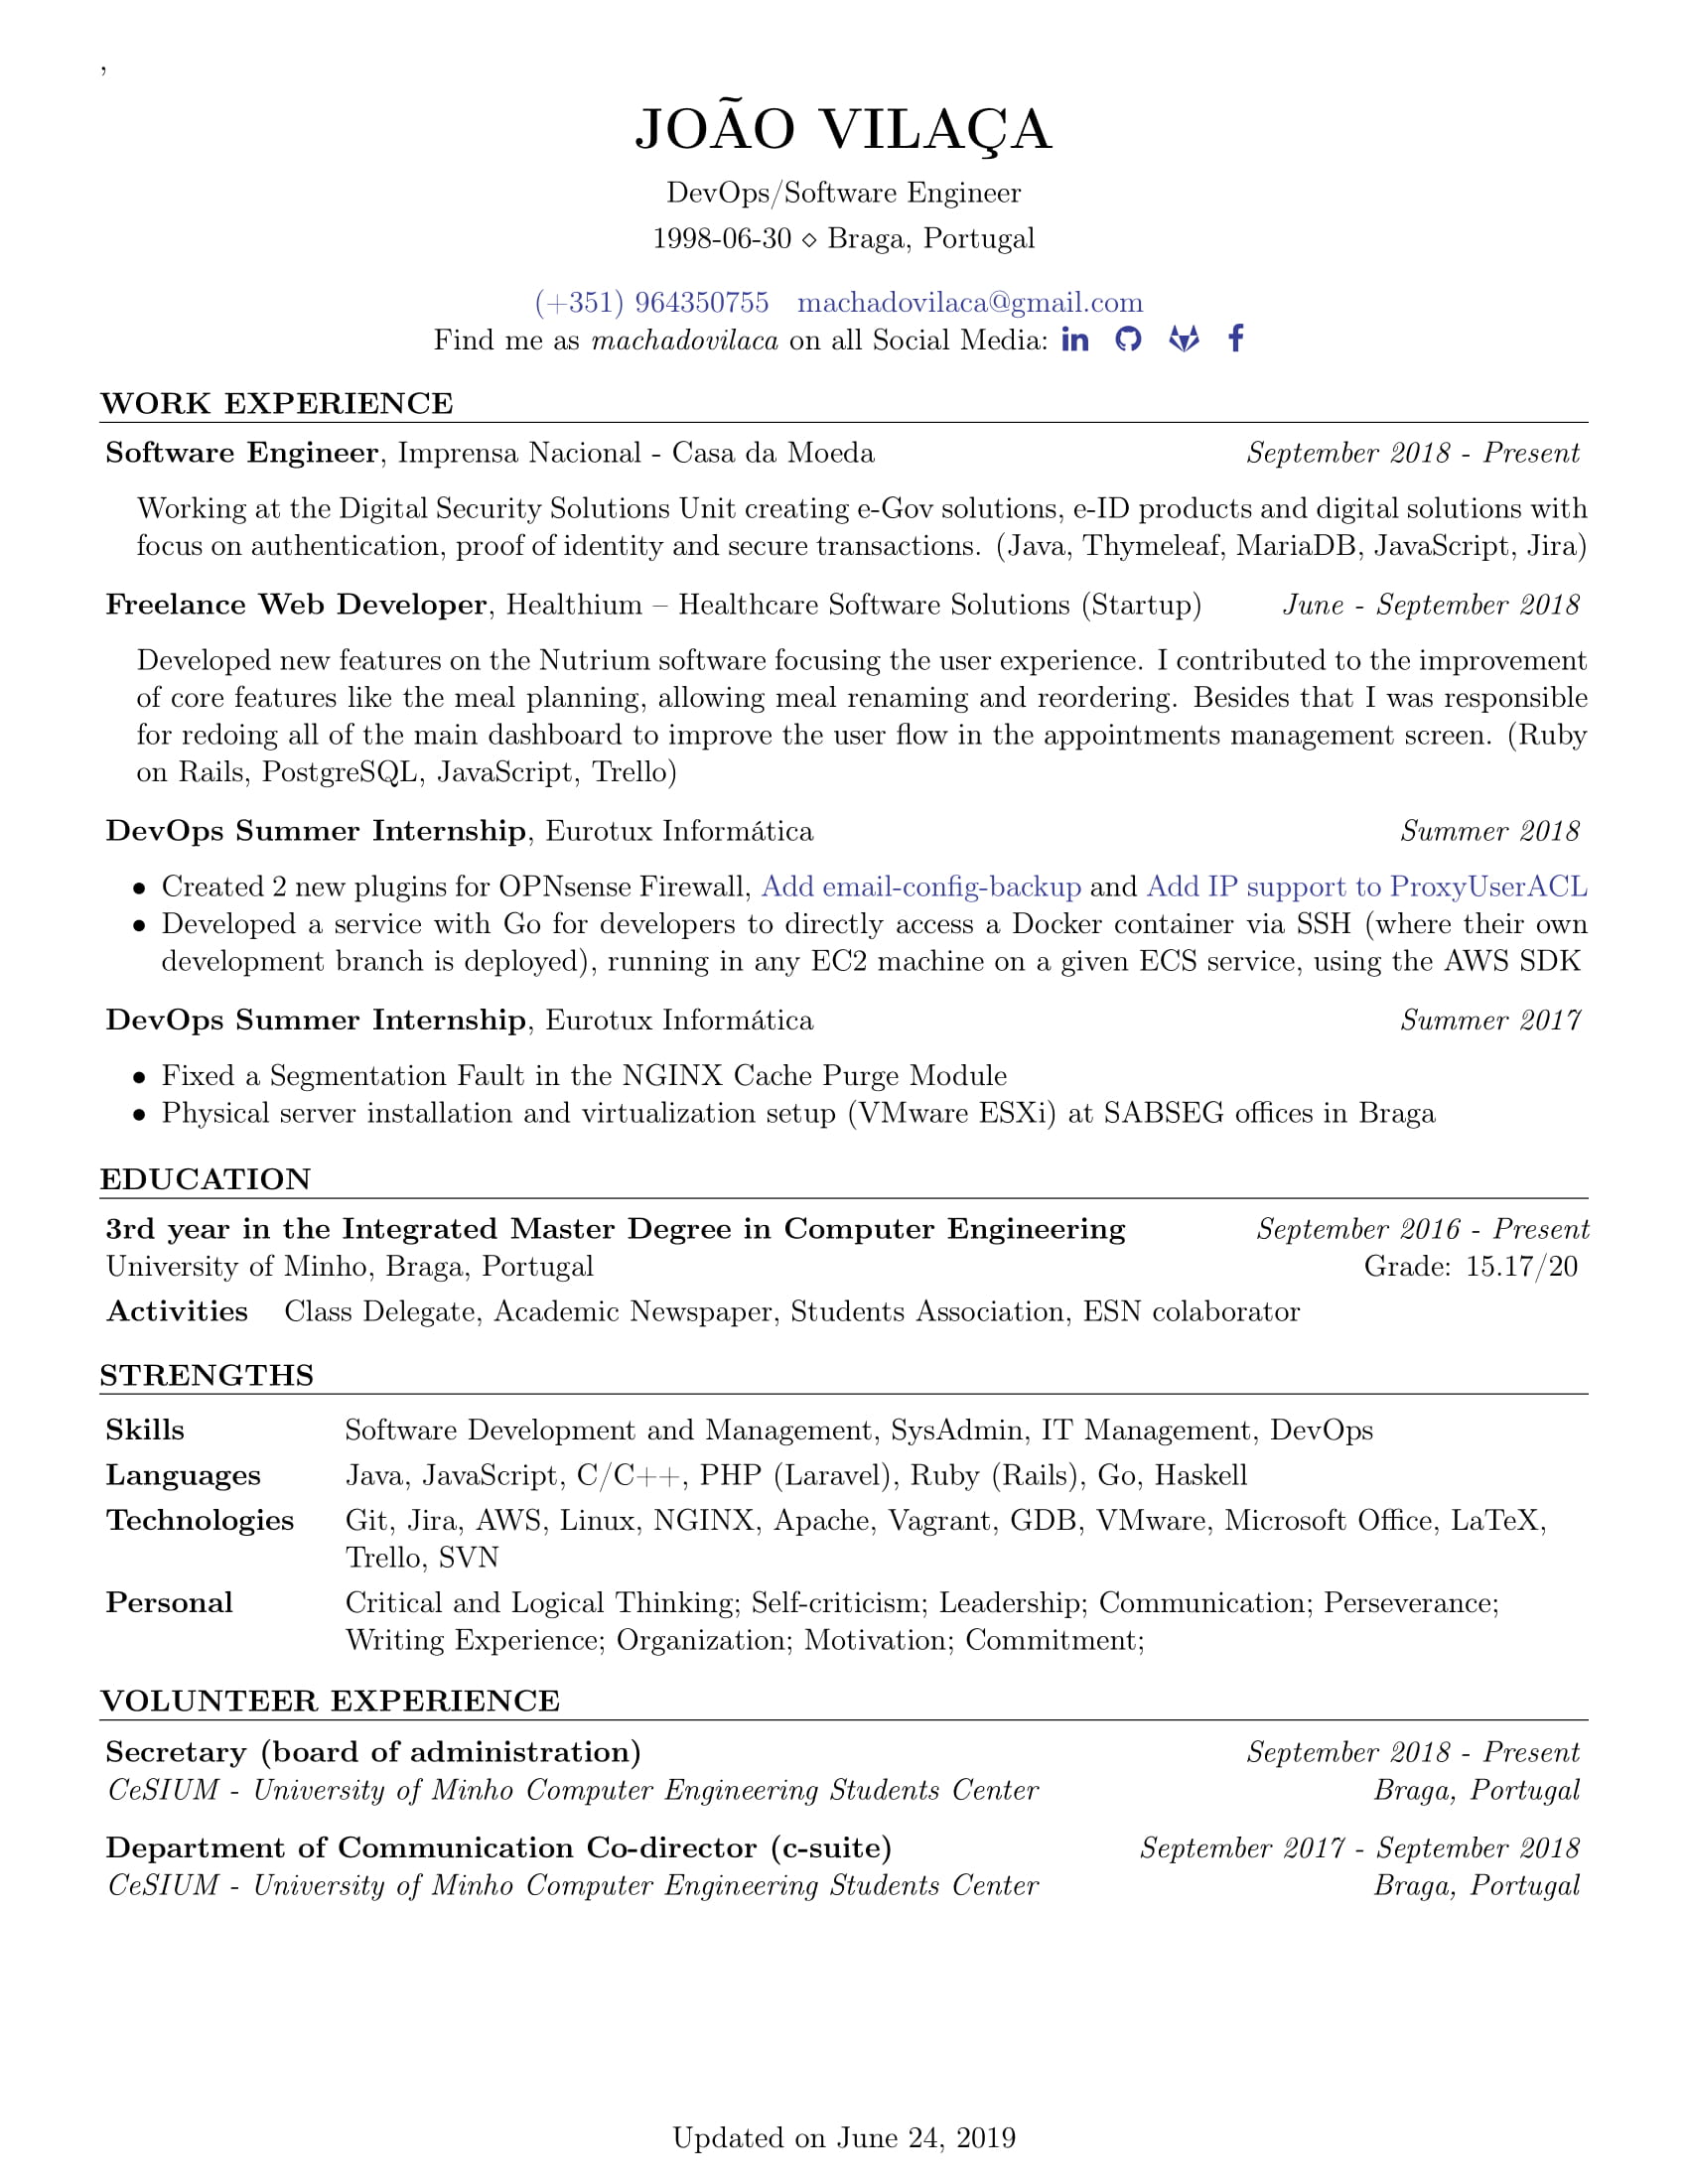 ,
JOÃO VILAÇA
DevOps/Software Engineer
1998-06-30 ⋄ Braga, Portugal
(+351) 964350755 machadovilaca@gmail.com
Find me as machadovilaca on all Social Media:
WORK EXPERIENCE
Software Engineer, Imprensa Nacional - Casa da Moeda September 2018 - Present
Working at the Digital Security Solutions Unit creating e-Gov solutions, e-ID products and digital solutions with
focus on authentication, proof of identity and secure transactions. (Java, Thymeleaf, MariaDB, JavaScript, Jira)
Freelance Web Developer, Healthium – Healthcare Software Solutions (Startup) June - September 2018
Developed new features on the Nutrium software focusing the user experience. I contributed to the improvement
of core features like the meal planning, allowing meal renaming and reordering. Besides that I was responsible
for redoing all of the main dashboard to improve the user flow in the appointments management screen. (Ruby
on Rails, PostgreSQL, JavaScript, Trello)
DevOps Summer Internship, Eurotux Informática Summer 2018
• Created 2 new plugins for OPNsense Firewall, Add email-config-backup and Add IP support to ProxyUserACL
• Developed a service with Go for developers to directly access a Docker container via SSH (where their own
development branch is deployed), running in any EC2 machine on a given ECS service, using the AWS SDK
DevOps Summer Internship, Eurotux Informática Summer 2017
• Fixed a Segmentation Fault in the NGINX Cache Purge Module
• Physical server installation and virtualization setup (VMware ESXi) at SABSEG offices in Braga
EDUCATION
3rd year in the Integrated Master Degree in Computer Engineering September 2016 - Present
University of Minho, Braga, Portugal Grade: 15.17/20
Activities Class Delegate, Academic Newspaper, Students Association, ESN colaborator
STRENGTHS
Skills Software Development and Management, SysAdmin, IT Management, DevOps
Languages Java, JavaScript, C/C++, PHP (Laravel), Ruby (Rails), Go, Haskell
Technologies Git, Jira, AWS, Linux, NGINX, Apache, Vagrant, GDB, VMware, Microsoft Office, LaTeX,
Trello, SVN
Personal Critical and Logical Thinking; Self-criticism; Leadership; Communication; Perseverance;
Writing Experience; Organization; Motivation; Commitment;
VOLUNTEER EXPERIENCE
Secretary (board of administration) September 2018 - Present
CeSIUM - University of Minho Computer Engineering Students Center Braga, Portugal
Department of Communication Co-director (c-suite) September 2017 - September 2018
CeSIUM - University of Minho Computer Engineering Students Center Braga, Portugal
Updated on June 24, 2019